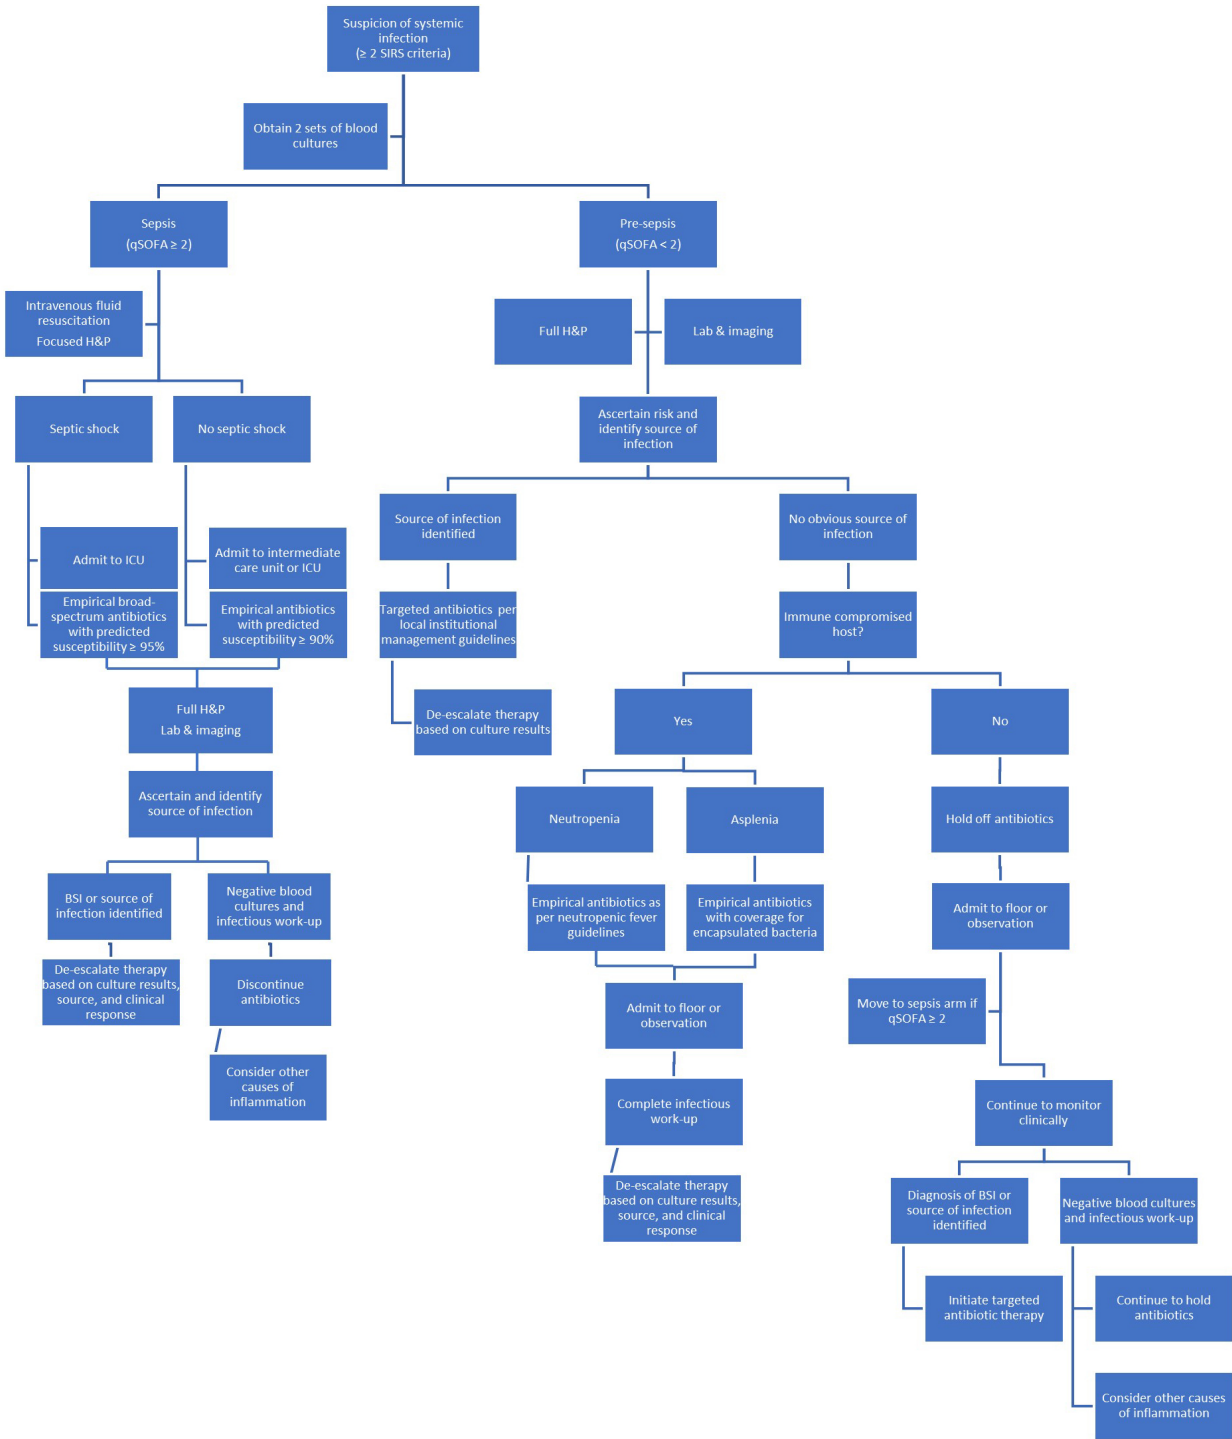 Suspicion of systemic
infection
(≥ 2 SIRS criteria)
Obtain 2 sets of blood
cultures
Sepsis
(qSOFA ≥ 2)
Pre-sepsis
(qSOFA < 2)
Intravenous fluid
resuscitation
Focused H&P
Full H&P
Lab & imaging
Septic shock
No septic shock
Ascertain risk and
identify source of
infection
Admit to ICU
Admit to intermediate
care unit or ICU
Empirical broad-
spectrum antibiotics
with predicted
susceptibility ≥ 95%
Empirical antibiotics
with predicted
susceptibility ≥ 90%
Full H&P
Lab & imaging
Ascertain and identify
source of infection
BSI or source of
infection identified
Negative blood
cultures and
infectious work-up
De-escalate therapy
based on culture results,
source, and clinical
response
Discontinue
antibiotics
Consider other
causes of
inflammation
Source of infection
identified
No obvious source of
infection
Targeted antibiotics per
local institutional
management guidelines
De-escalate therapy
based on culture results
Immune compromised
host?
Yes
No
Neutropenia
Asplenia
Empirical antibiotics as
per neutropenic fever
guidelines
Empirical antibiotics
with coverage for
encapsulated bacteria
Admit to floor or
observation
Complete infectious
work-up
De-escalate therapy
based on culture results,
source, and clinical
response
Hold off antibiotics
Admit to floor or
observation
Move to sepsis arm if
qSOFA ≥ 2
Continue to monitor
clinically
Diagnosis of BSI or
source of infection
identified
Negative blood cultures
and infectious work-up
Initiate targeted
antibiotic therapy
Continue to hold
antibiotics
Consider other causes
of inflammation